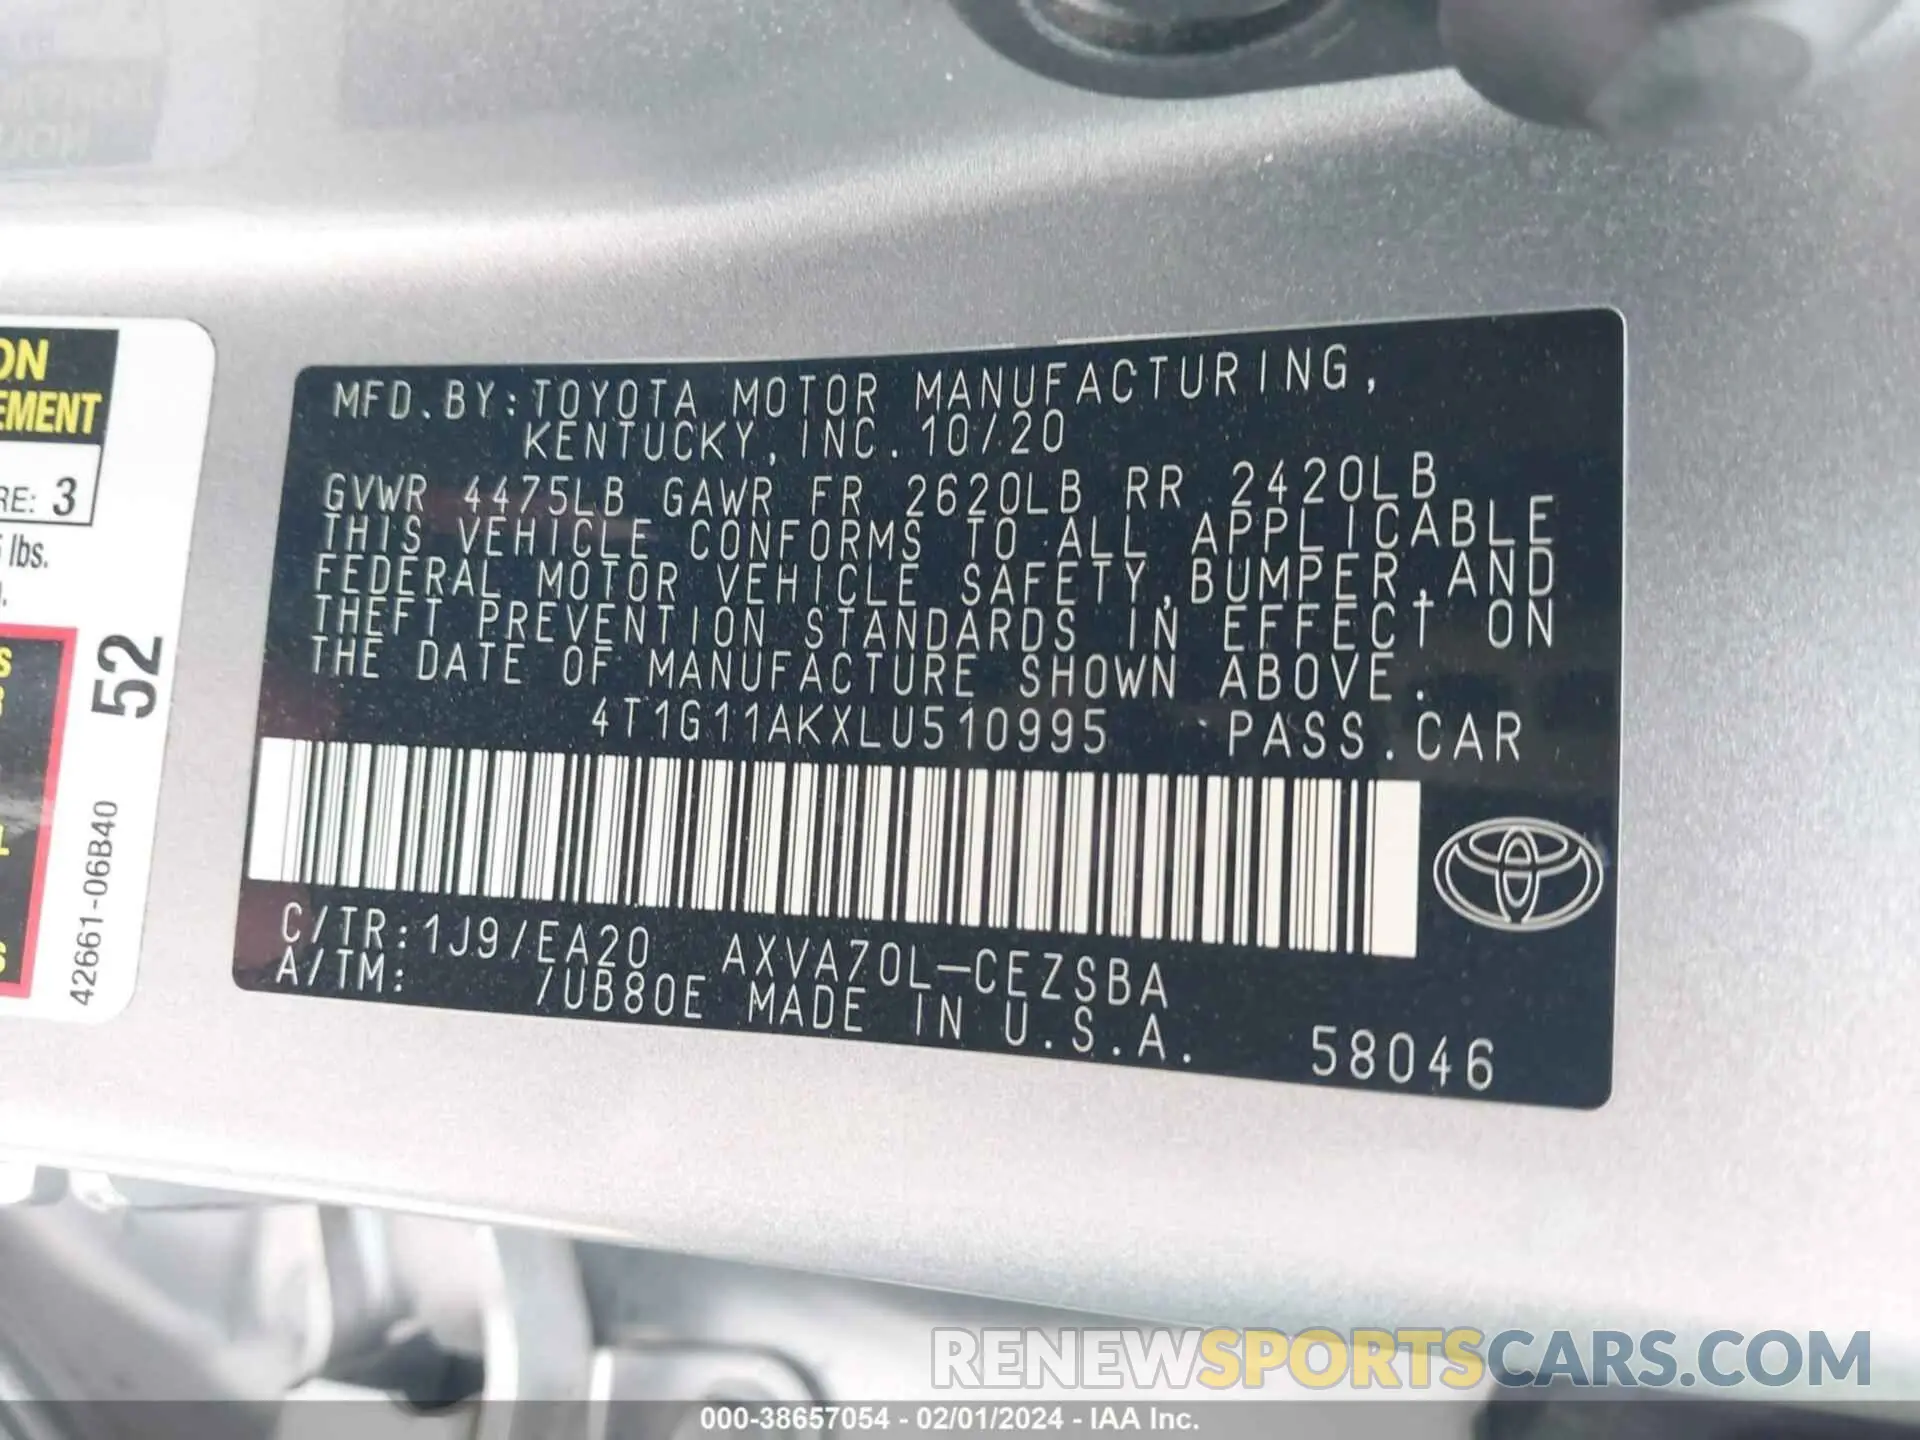 ON
EMENT
RE: 3
lbs.
52
42661-06B40
MFD.BY:TOYOTA MOTOR MANUFACTURING,
KENTUCKY,INC.10/20
GVWR 4475LB GAWR FR 2620LB RR 2420LB
THIS VEHICLE CONFORMS TO ALL APPLICABLE
FEDERAL MOTOR VEHICLE SAFETY,BUMPER,AND
THEFT PREVENTION STANDARDS IN EFFECT ON
THE DATE OF MANUFACTURE SHOWN ABOVE.
4T1G11AKXLU510995 PASS.CAR
C/TR:1J9/EA20 AXVA70L-CEZSBA
A/TM: /UB80E MADE IN U.S.A. 58046
RENEWSPORTSCARS.COM
000-38657054 - 02/01/2024 - IAA Inc.